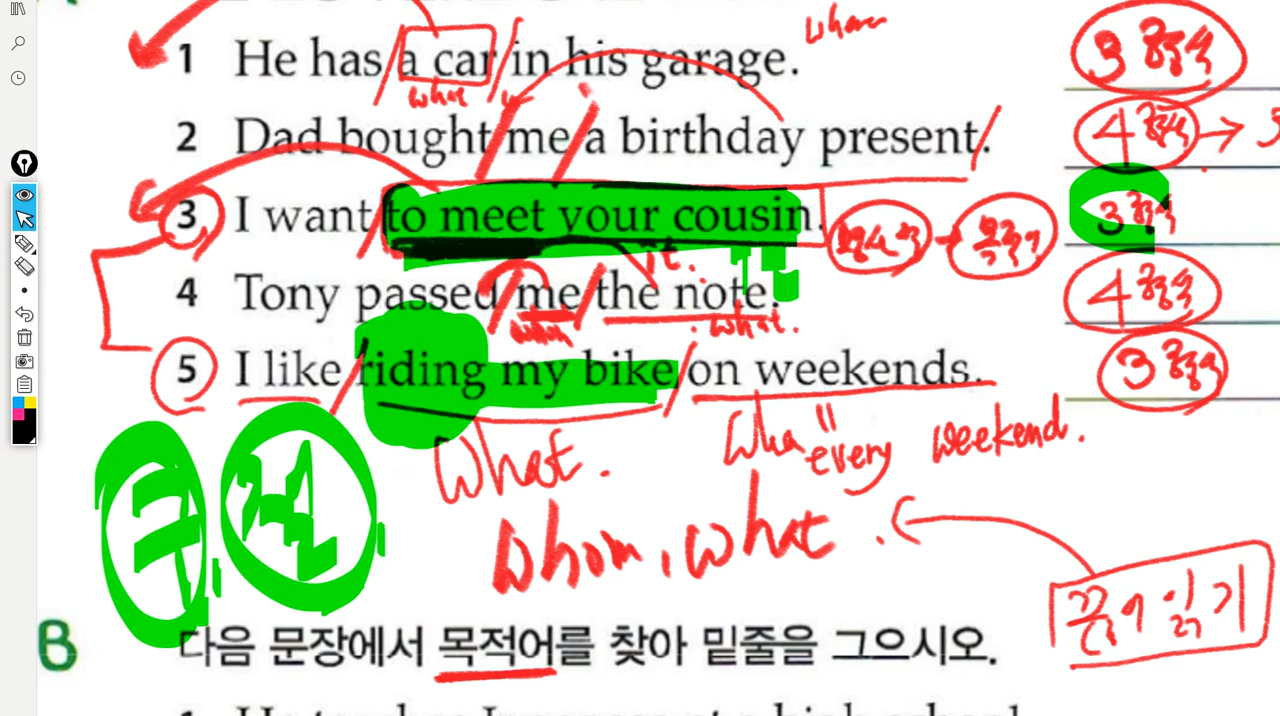 1 He has / a car / in his garage. where
3 형식
what
2 Dad bought / me / a birthday present /.
4 형식 → 3
3 I want / to meet your cousin.
명사구 → 목적어
3 형식
it.
4 Tony passed / me / the note.
4 형식
whom
what.
5 I like / riding my bike / on weekends.
3 형식
What.
every weekend.
구. 절.
Whom, what.
끊어 읽기
B 다음 문장에서 목적어를 찾아 밑줄을 그으시오.